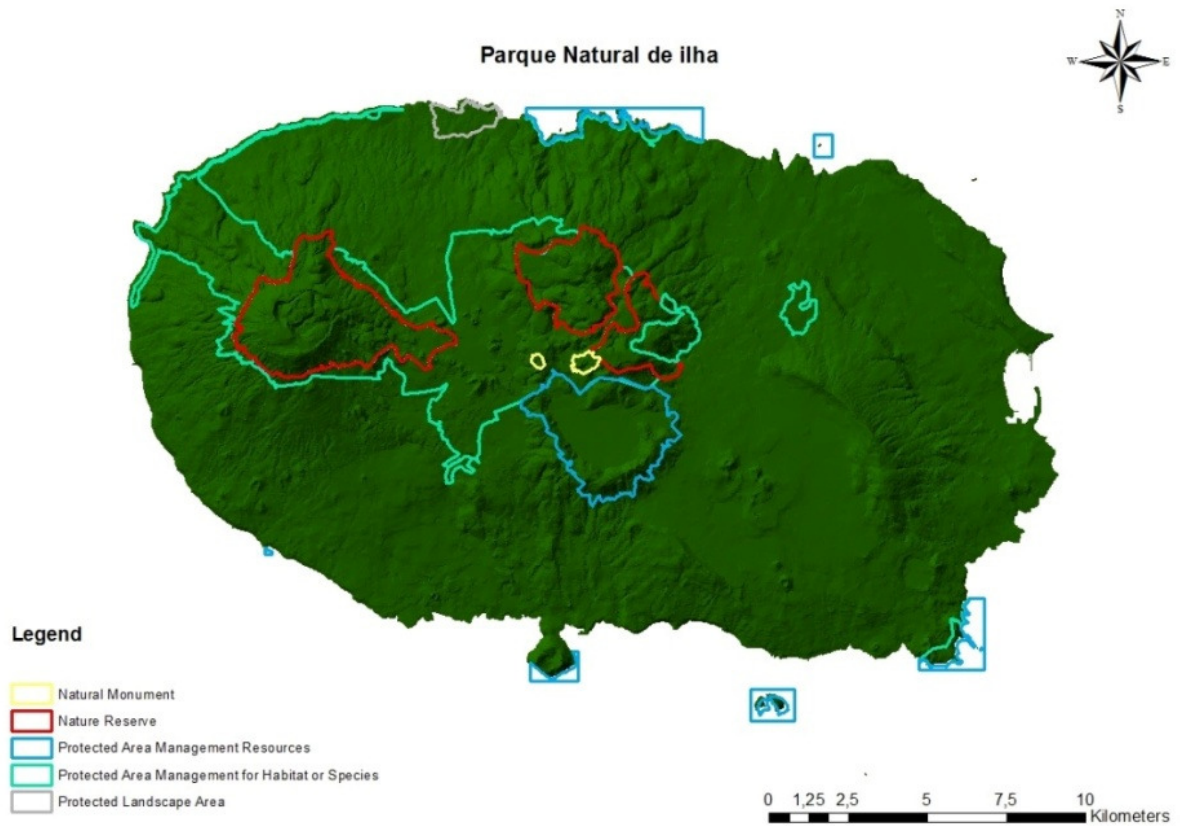 N
Parque Natural de ilha
W E
S
Legend
Natural Monument
Nature Reserve
Protected Area Management Resources
Protected Area Management for Habitat or Species
Protected Landscape Area
0 1,25 2,5 5 7,5 10
Kilometers